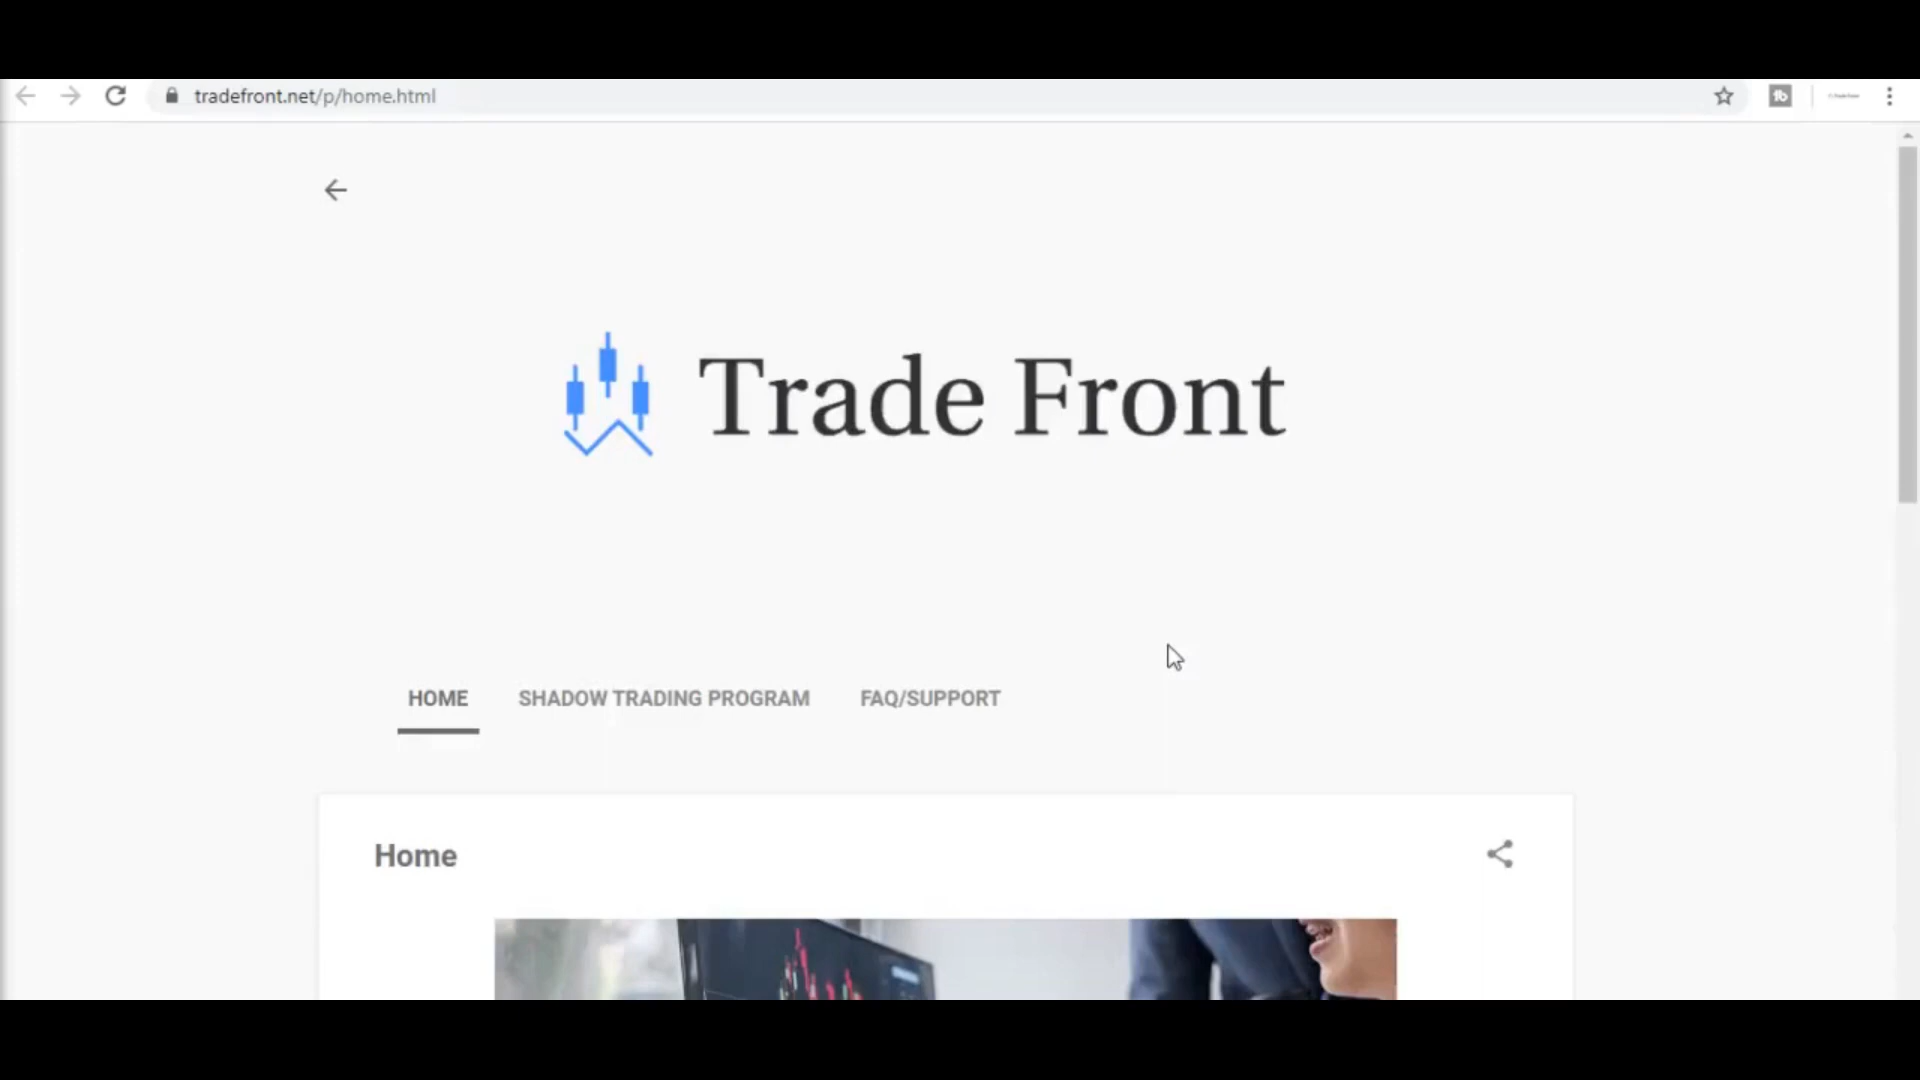 tradefront.net/p/home.html
Trade Front
HOME SHADOW TRADING PROGRAM FAQ/SUPPORT
Home